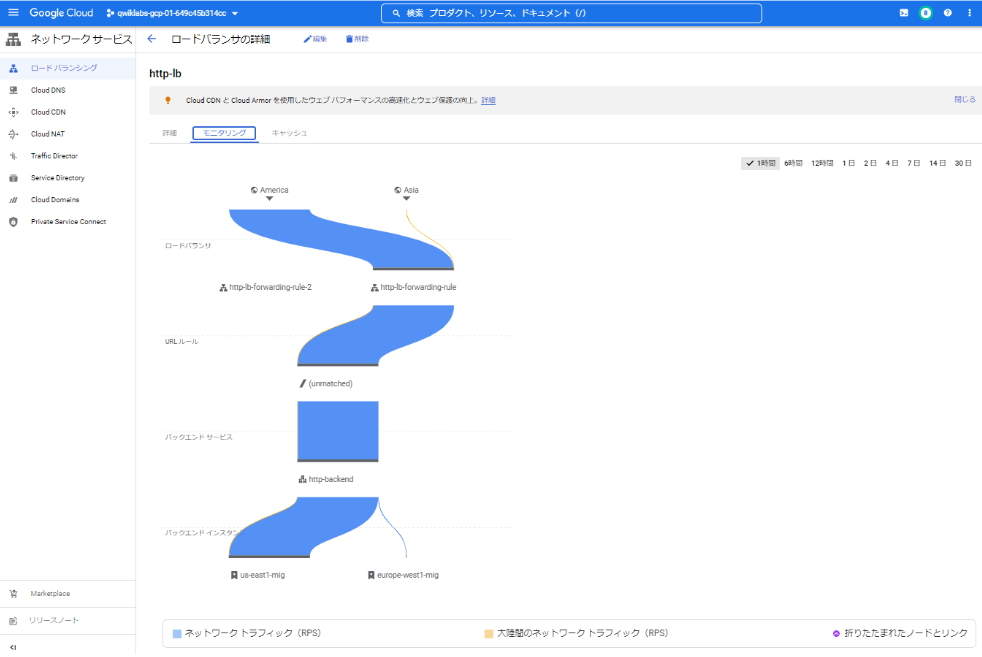 Google Cloud
qwiklabs-gcp-01-649c45b314cc
検索 プロダクト、リソース、ドキュメント (/)
ネットワーク サービス
ロードバランサの詳細
編集
削除
ロード バランシング
Cloud DNS
Cloud CDN
Cloud NAT
Traffic Director
Service Directory
Cloud Domains
Private Service Connect
http-lb
Cloud CDN と Cloud Armor を使用したウェブ パフォーマンスの高速化とウェブ保護の向上。詳細
閉じる
詳細 モニタリング キャッシュ
1時間 6時間 12時間 1 日 2 日 4 日 7 日 14 日 30 日
America Asia
ロードバランサ
http-lb-forwarding-rule-2 http-lb-forwarding-rule
URL ルール
(unmatched)
バックエンド サービス
http-backend
バックエンド インスタン
us-east1-mig europe-west1-mig
Marketplace
リリースノート
ネットワーク トラフィック（RPS） 大陸間のネットワーク トラフィック（RPS） 折りたたまれたノードとリンク